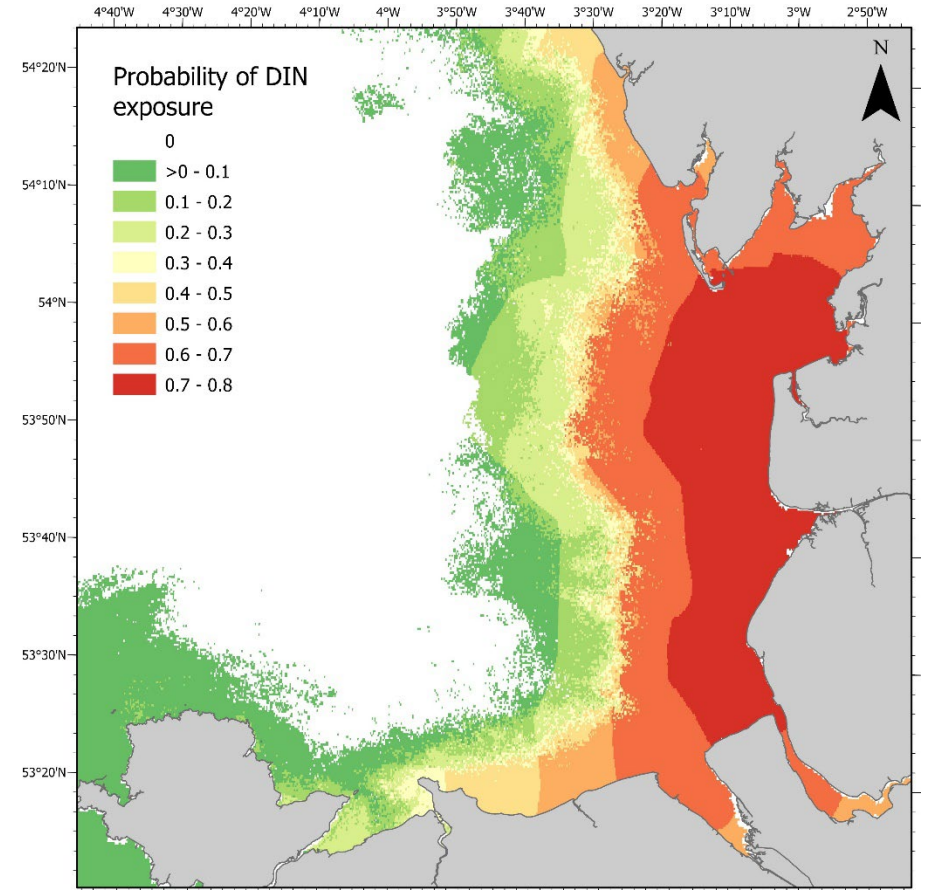 4°40'W 4°30'W 4°20'W 4°10'W 4°W 3°50'W 3°40'W 3°30'W 3°20'W 3°10'W 3°W 2°50'W
N
54°20'N
Probability of DIN
exposure
0
>0 - 0.1
54°10'N
0.1 - 0.2
0.2 - 0.3
0.3 - 0.4
54°N
0.4 - 0.5
0.5 - 0.6
0.6 - 0.7
0.7 - 0.8
53°50'N
53°40'N
53°30'N
53°20'N